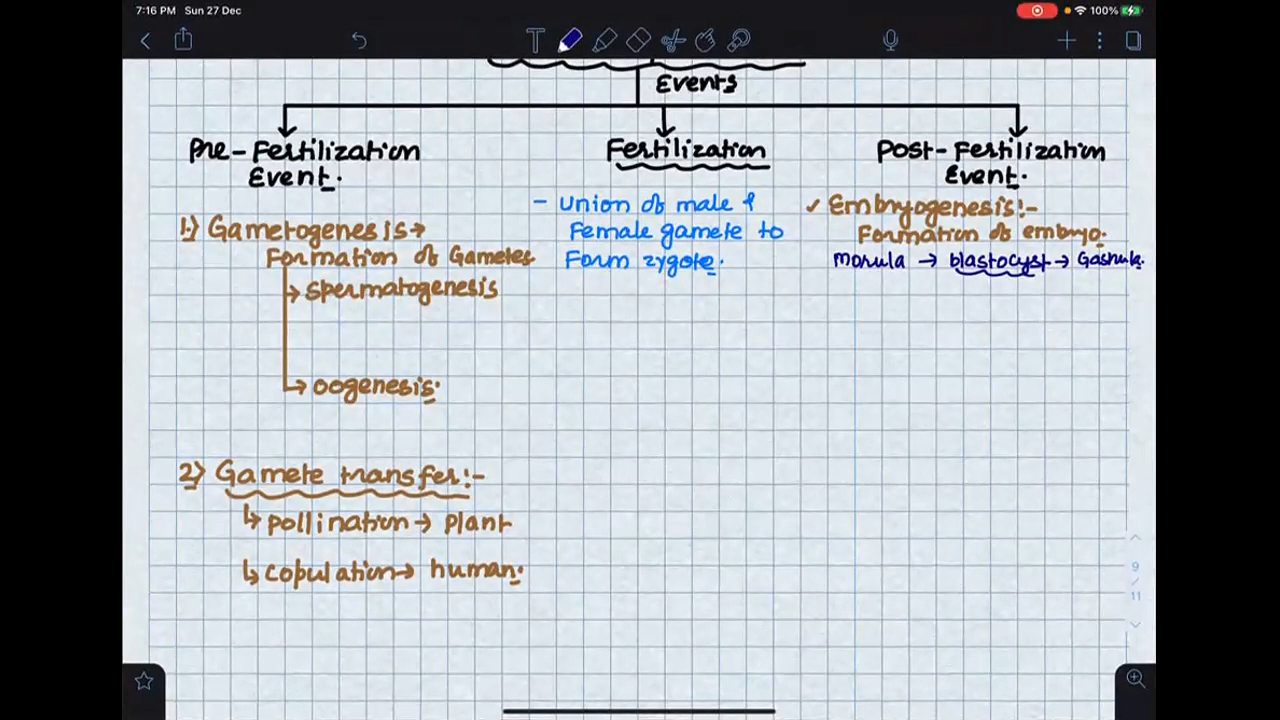 7:16 PM Sun 27 Dec
100%
Events
Pre-Fertilization
Event.
1.) Gametogenesis→
Formation of Gametes
→ spermatogenesis
→ oogenesis.
2) Gamete transfer:-
↳ pollination → plant
↳ copulation → human.
Fertilization
- Union of male &
Female gamete to
Form zygote.
Post-Fertilization
Event.
✓ Embryogenesis:-
Formation of embryo.
morula → blastocyst → Gastrula.
9
/
11